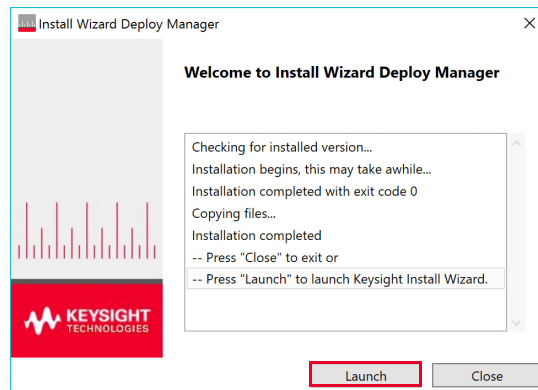 Install Wizard Deploy Manager
Welcome to Install Wizard Deploy Manager
Checking for installed version...
Installation begins, this may take awhile...
Installation completed with exit code 0
Copying files...
Installation completed
-- Press "Close" to exit or
-- Press "Launch" to launch Keysight Install Wizard.
KEYSIGHT
TECHNOLOGIES
Launch
Close